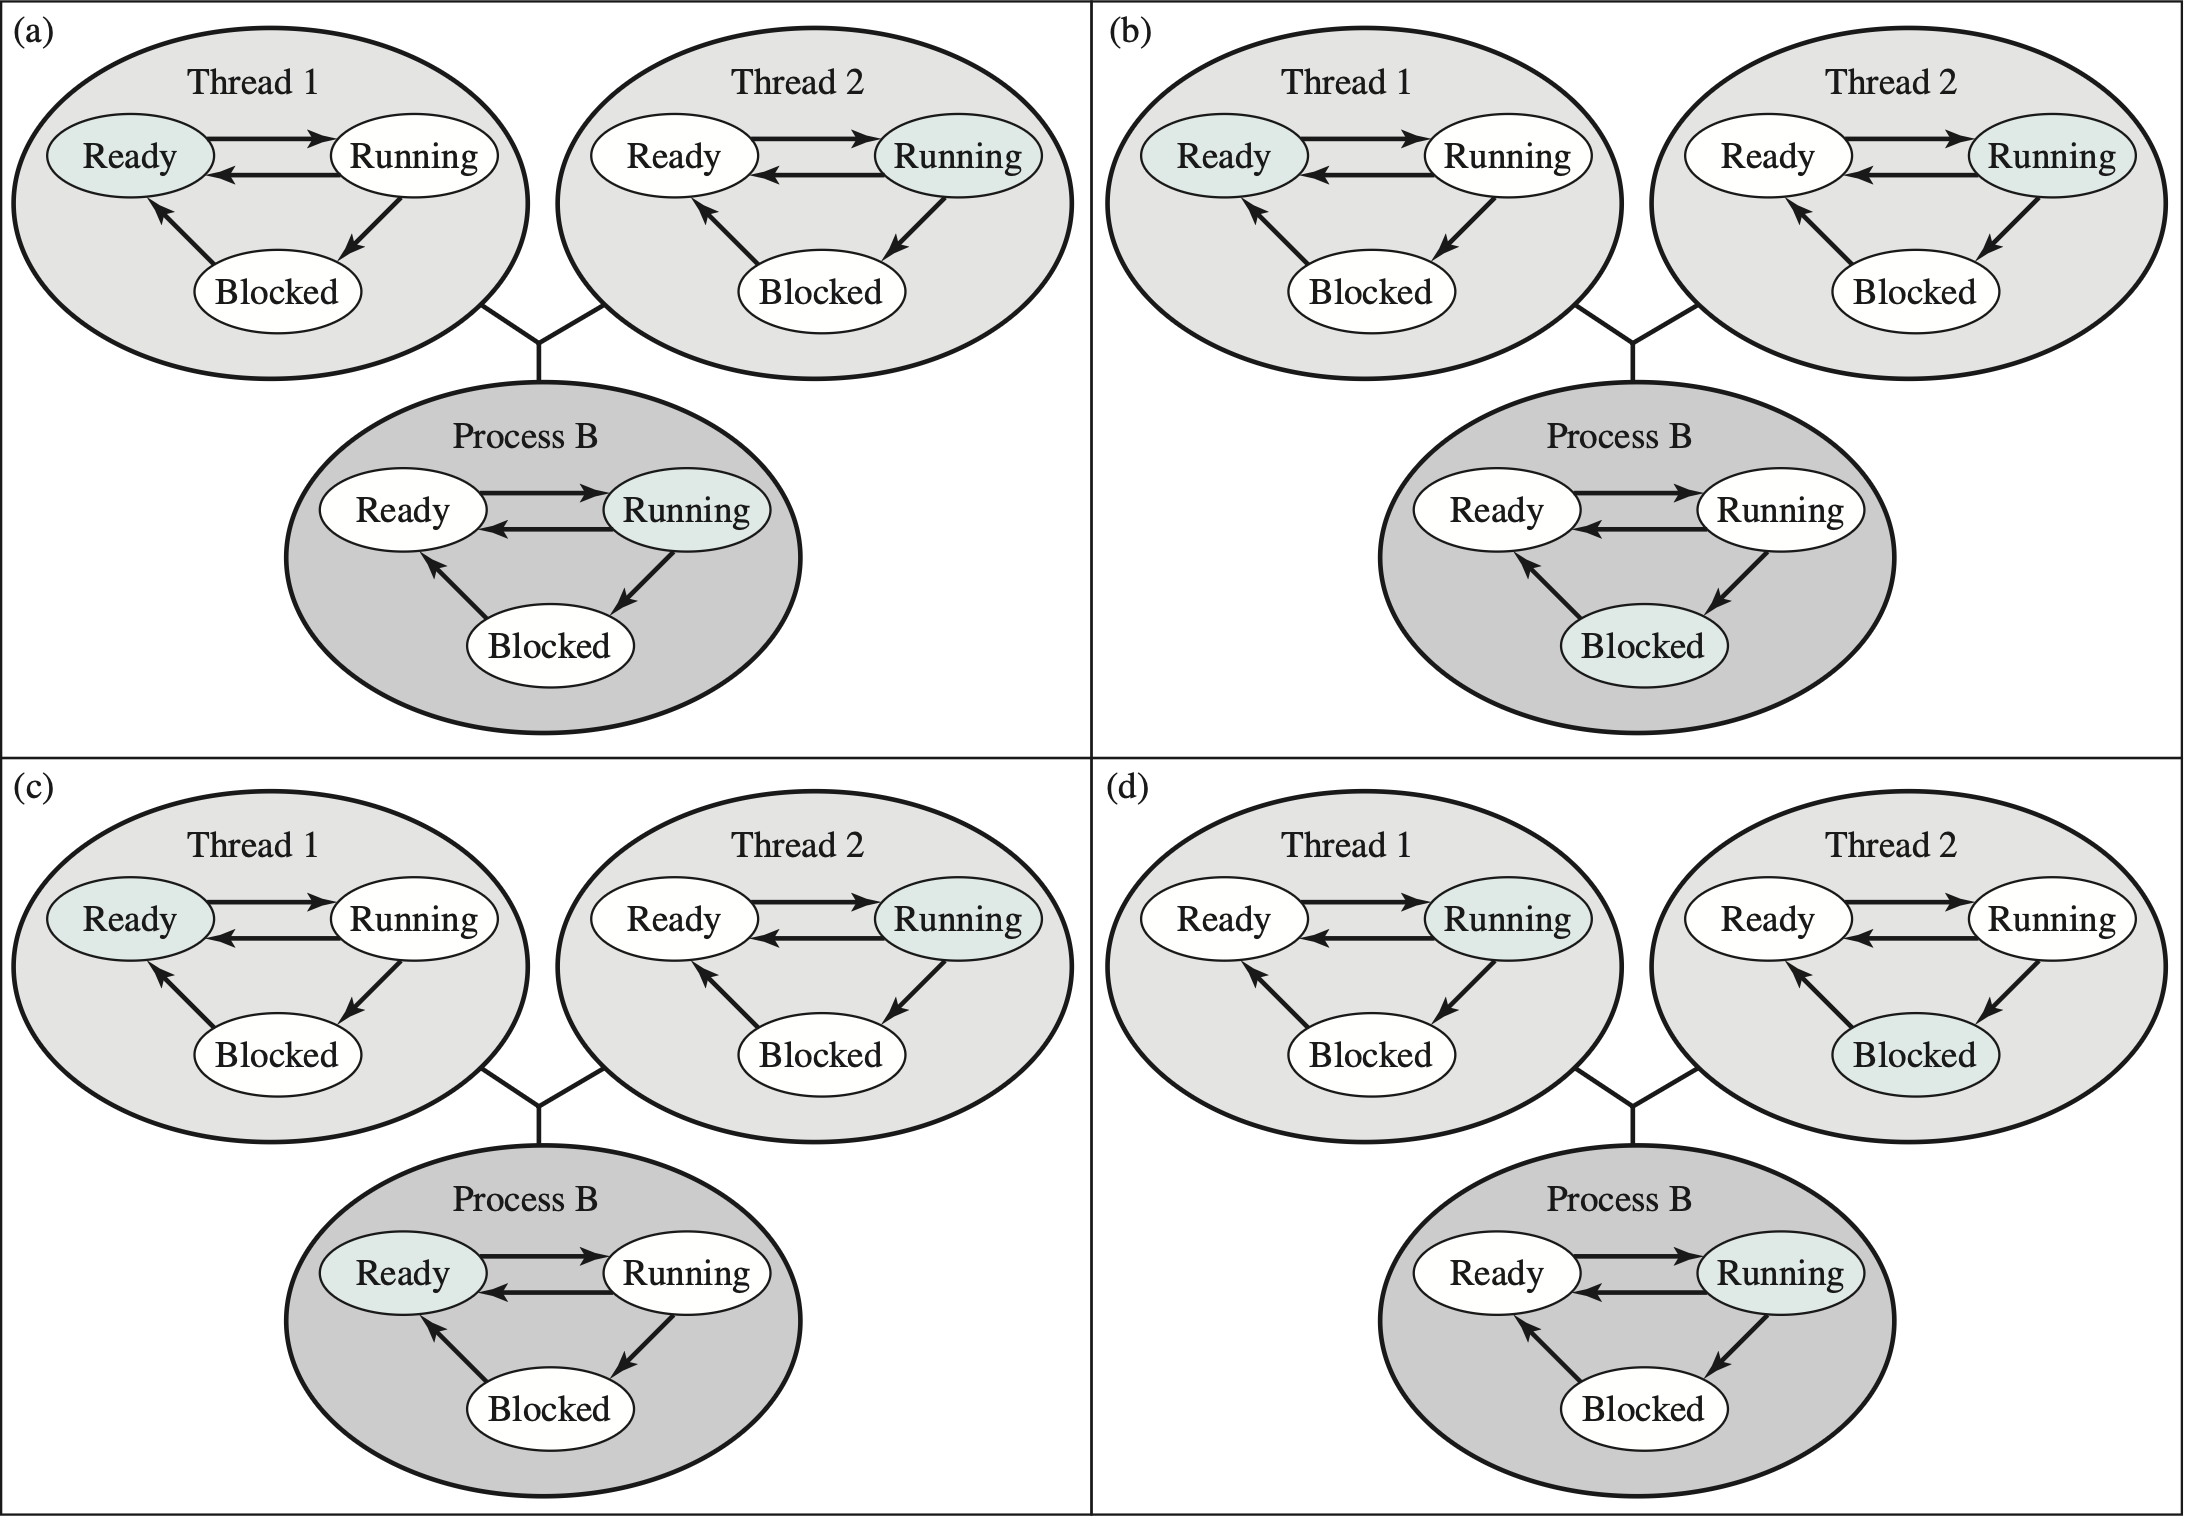 (a)
Thread 1
Ready
Running
Blocked
Thread 2
Ready
Running
Blocked
Process B
Ready
Running
Blocked
(b)
Thread 1
Ready
Running
Blocked
Thread 2
Ready
Running
Blocked
Process B
Ready
Running
Blocked
(c)
Thread 1
Ready
Running
Blocked
Thread 2
Ready
Running
Blocked
Process B
Ready
Running
Blocked
(d)
Thread 1
Ready
Running
Blocked
Thread 2
Ready
Running
Blocked
Process B
Ready
Running
Blocked